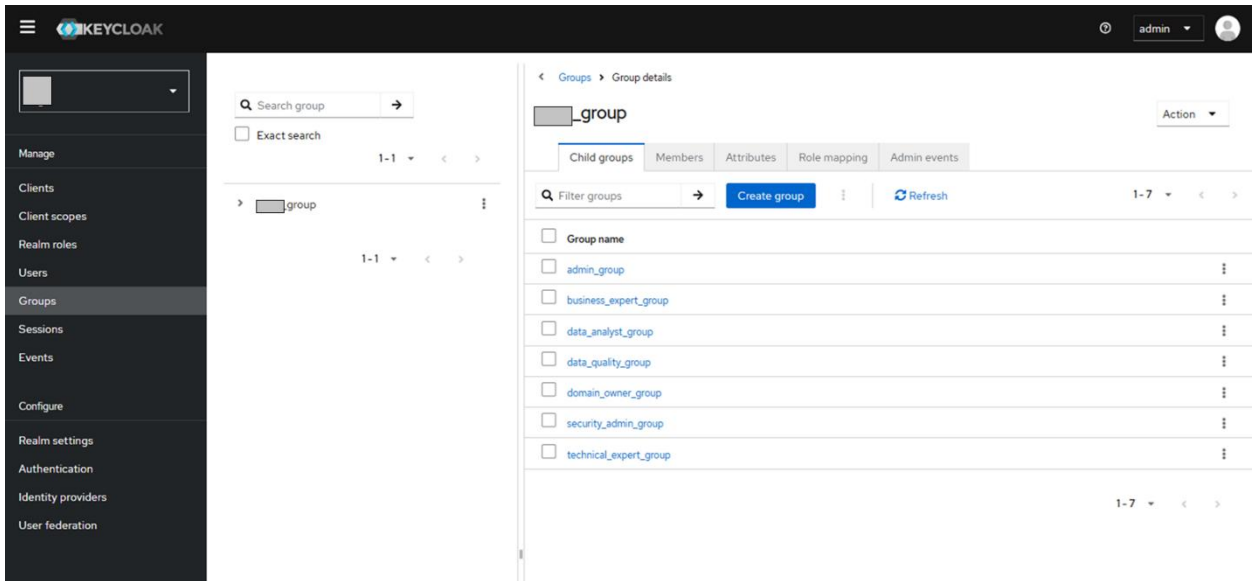 KEYCLOAK
admin
Manage
Clients
Client scopes
Realm roles
Users
Groups
Sessions
Events
Configure
Realm settings
Authentication
Identity providers
User federation
Search group
Exact search
1-1
_group
1-1
Groups > Group details
_group
Action
Child groups Members Attributes Role mapping Admin events
Filter groups Create group Refresh 1-7
Group name
admin_group
business_expert_group
data_analyst_group
data_quality_group
domain_owner_group
security_admin_group
technical_expert_group
1-7